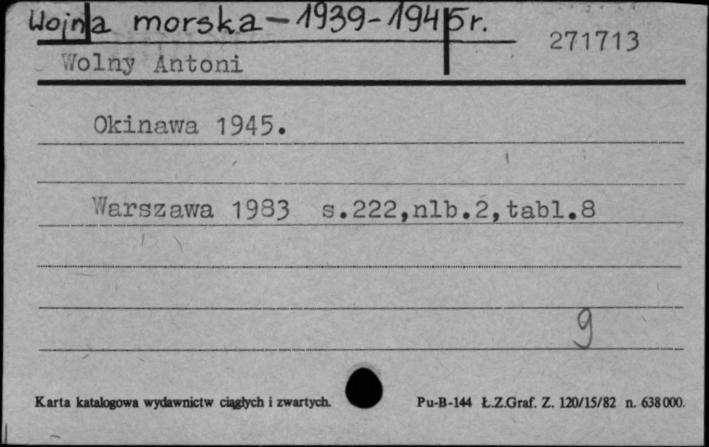 Wojna morska - 1939-1945r.
271713
Wolny Antoni
Okinawa 1945.
Warszawa 1983 s.222,nlb.2,tabl.8
9
Karta katalogowa wydawnictw ciągłych i zwartych. Pu-B-144 Ł.Z.Graf. Z. 120/15/82 n. 638000.